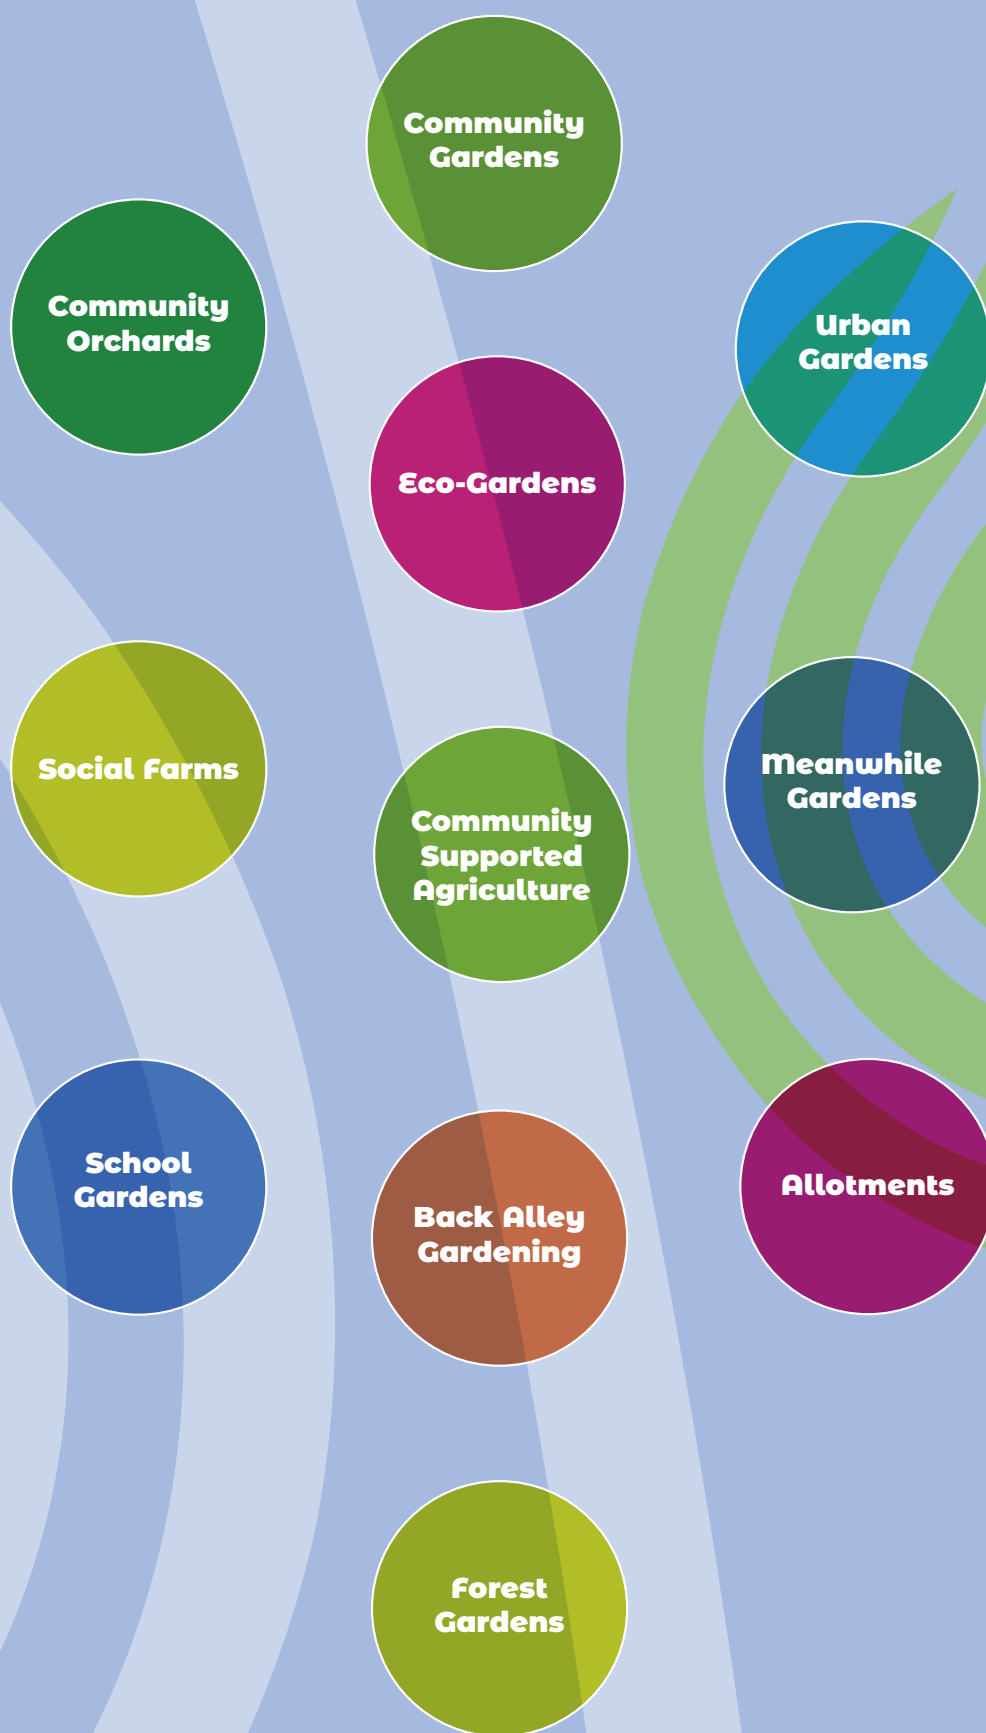 Community
Gardens
Community
Orchards
Urban
Gardens
Eco-Gardens
Social Farms
Meanwhile
Gardens
Community
Supported
Agriculture
School
Gardens
Allotments
Back Alley
Gardening
Forest
Gardens